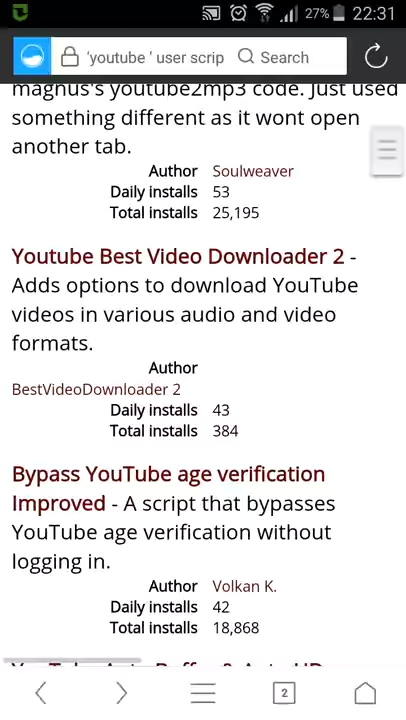 27% 22:31
'youtube ' user scrip Search
magnus's youtube2mp3 code. Just used
something different as it wont open
another tab.
Author Soulweaver
Daily installs 53
Total installs 25,195
Youtube Best Video Downloader 2 -
Adds options to download YouTube
videos in various audio and video
formats.
Author
BestVideoDownloader 2
Daily installs 43
Total installs 384
Bypass YouTube age verification
Improved - A script that bypasses
YouTube age verification without
logging in.
Author Volkan K.
Daily installs 42
Total installs 18,868
2